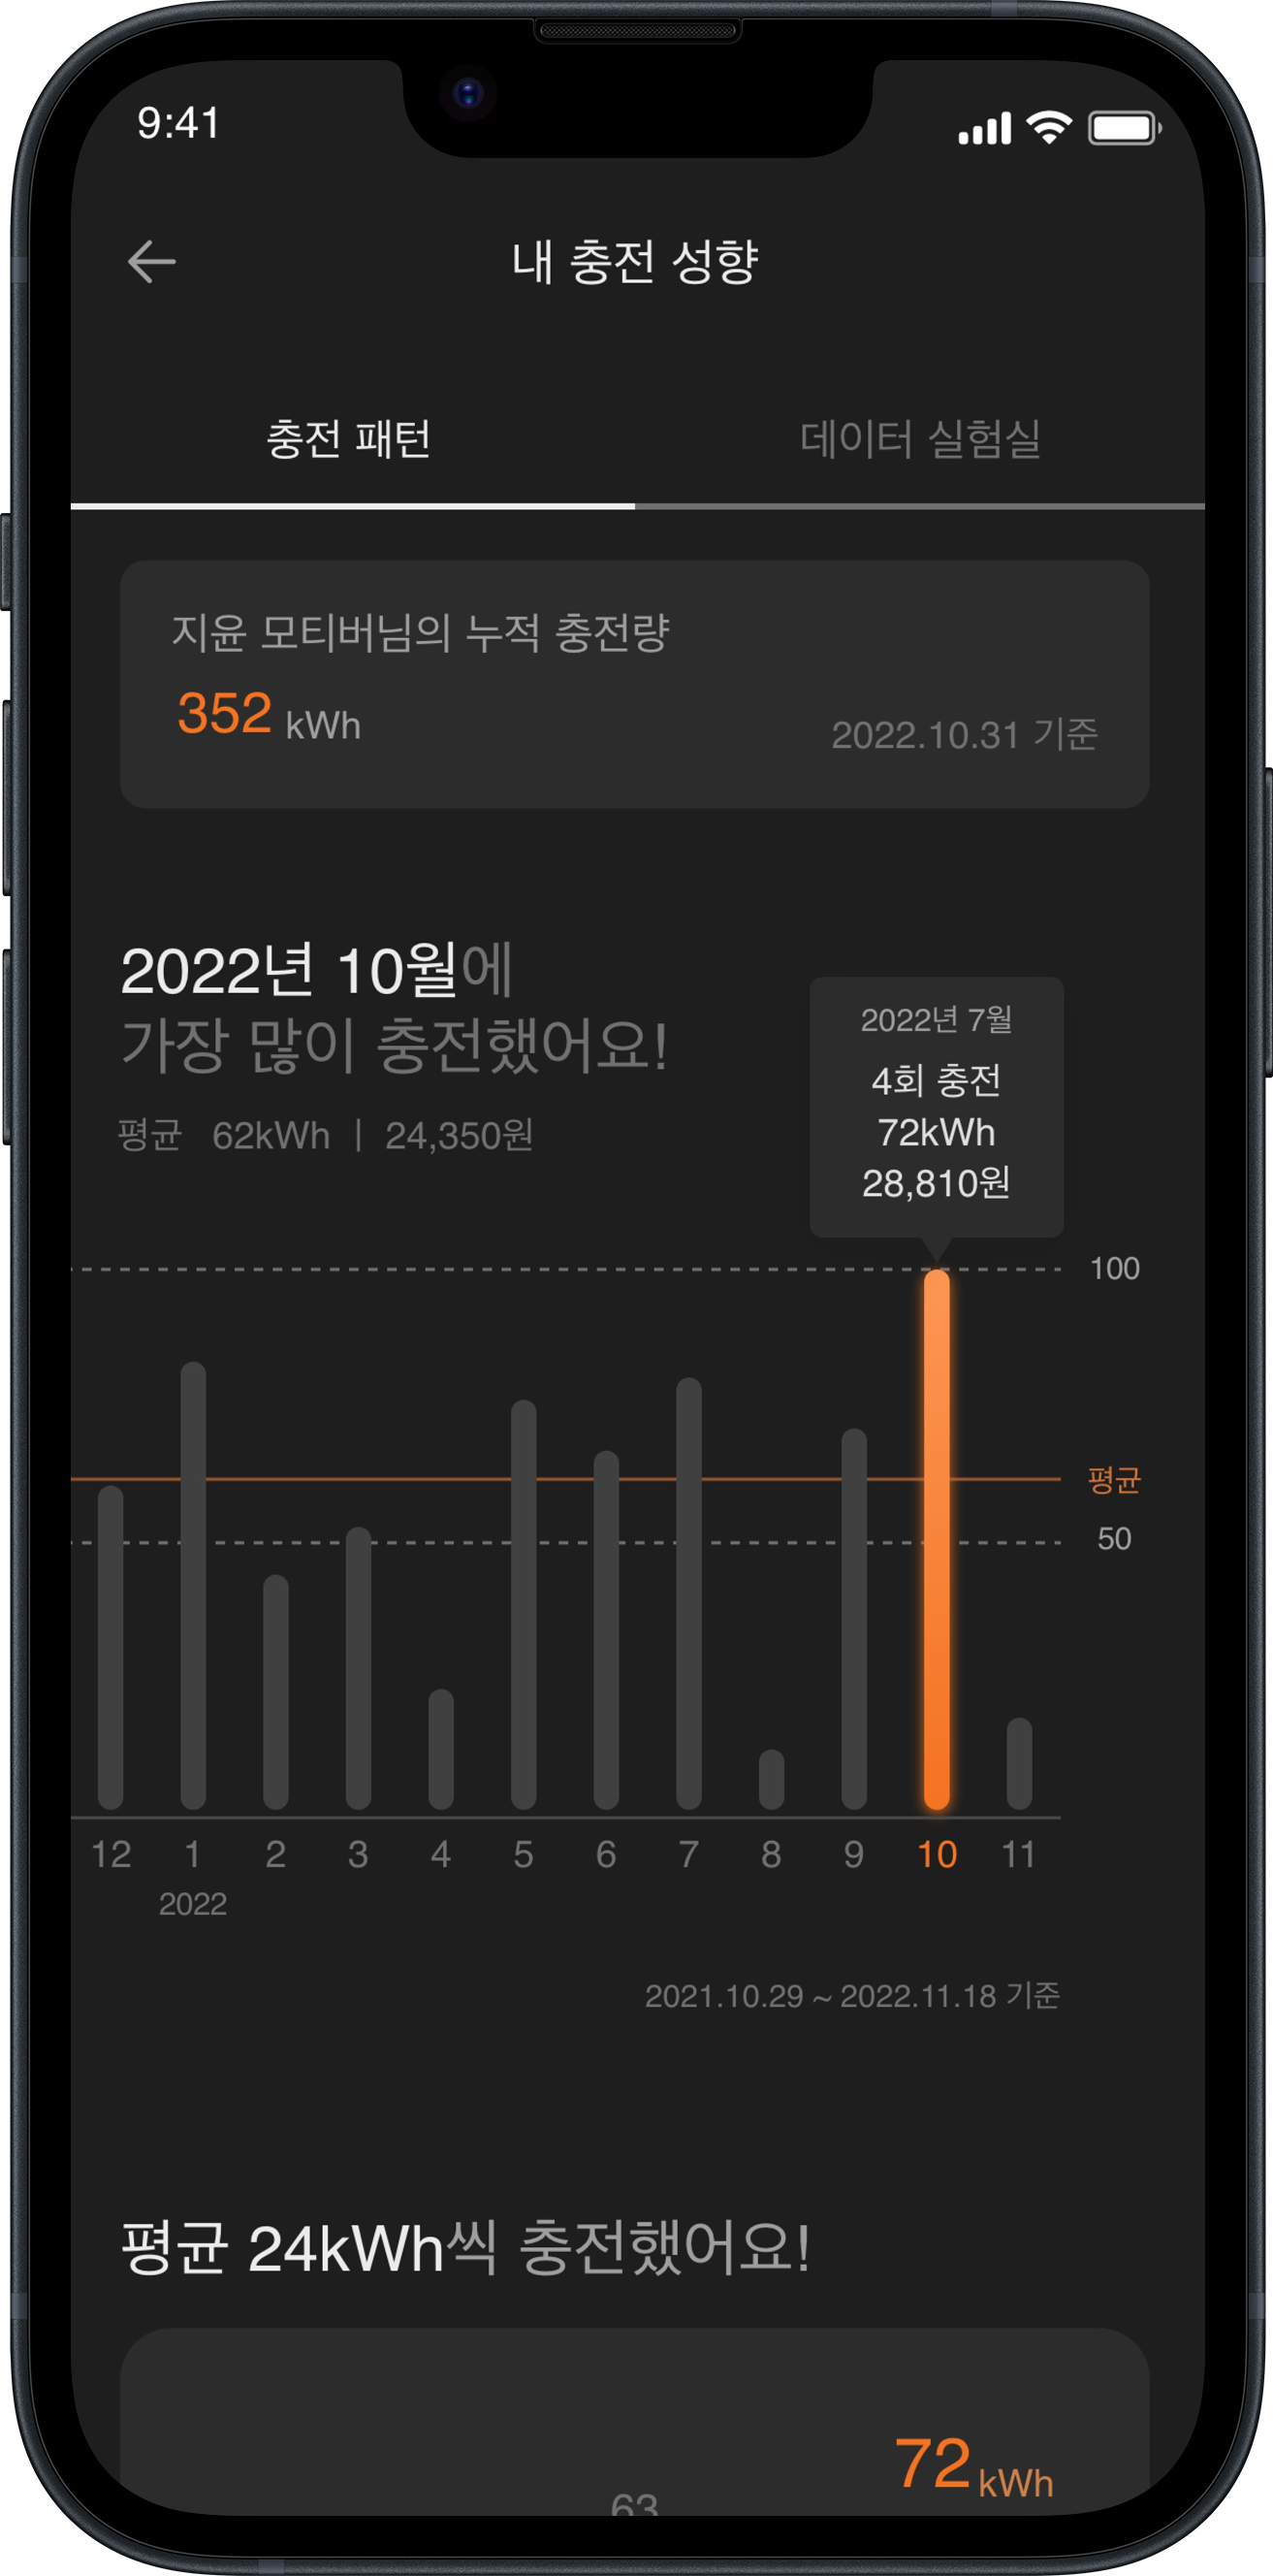 9:41
내 충전 성향
충전 패턴 데이터 실험실
지윤 모티버님의 누적 충전량
352 kWh
2022.10.31 기준
2022년 10월에
가장 많이 충전했어요!
평균 62kWh | 24,350원
2022년 7월
4회 충전
72kWh
28,810원
100
평균
50
12 1 2 3 4 5 6 7 8 9 10 11
2022
2021.10.29 ~ 2022.11.18 기준
평균 24kWh씩 충전했어요!
72 kWh
63